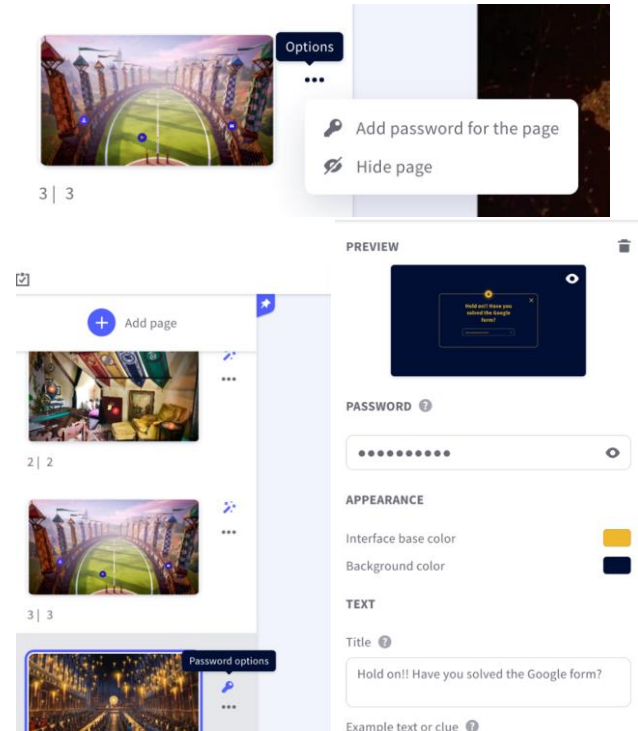 Options
Add password for the page
Hide page
3 | 3
Add page
2 | 2
3 | 3
Password options
PREVIEW
Hold on!! Have you
solved the Google
form?
PASSWORD
APPEARANCE
Interface base color
Background color
TEXT
Title
Hold on!! Have you solved the Google form?
Example text or clue